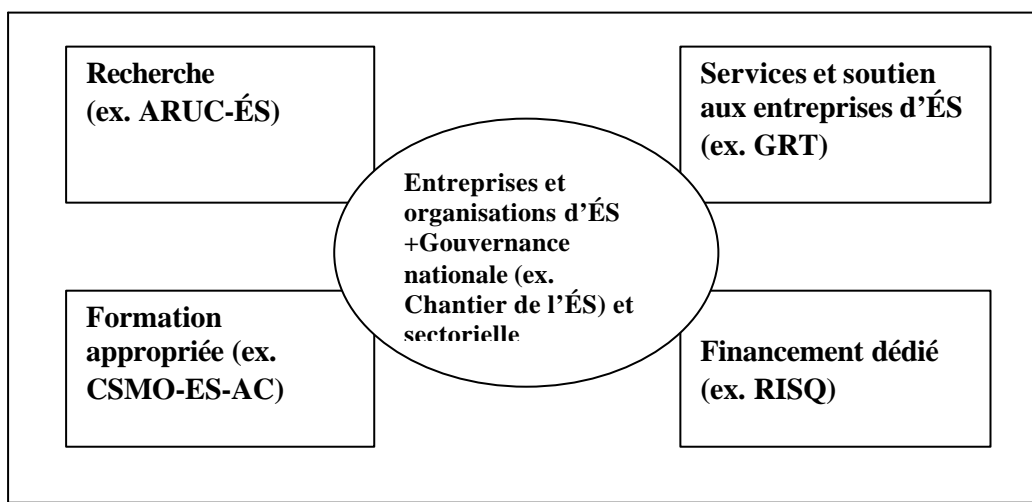 Recherche
(ex. ARUC-ÉS)
Services et soutien
aux entreprises d’ÉS
(ex. GRT)
Entreprises et
organisations d’ÉS
+Gouvernance
nationale (ex.
Chantier de l’ÉS) et
sectorielle
Formation
appropriée (ex.
CSMO-ES-AC)
Financement dédié
(ex. RISQ)